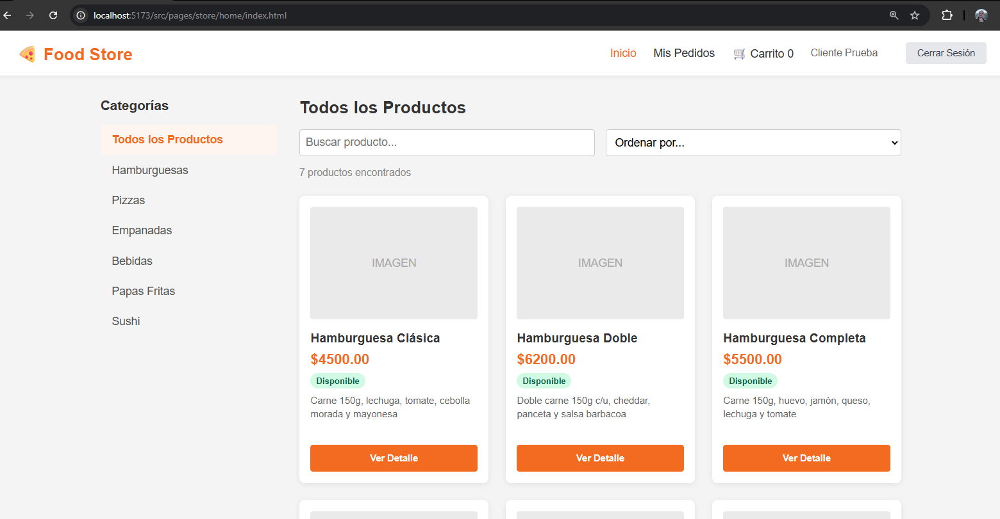 localhost:5173/src/pages/store/home/index.html
Food Store
Inicio
Mis Pedidos
Carrito 0
Cliente Prueba
Cerrar Sesión
Categorías
Todos los Productos
Hamburguesas
Pizzas
Empanadas
Bebidas
Papas Fritas
Sushi
Todos los Productos
Buscar producto...
Ordenar por...
7 productos encontrados
IMAGEN
Hamburguesa Clásica
$4500.00
Disponible
Carne 150g, lechuga, tomate, cebolla
morada y mayonesa
Ver Detalle
IMAGEN
Hamburguesa Doble
$6200.00
Disponible
Doble carne 150g c/u, cheddar,
panceta y salsa barbacoa
Ver Detalle
IMAGEN
Hamburguesa Completa
$5500.00
Disponible
Carne 150g, huevo, jamón, queso,
lechuga y tomate
Ver Detalle